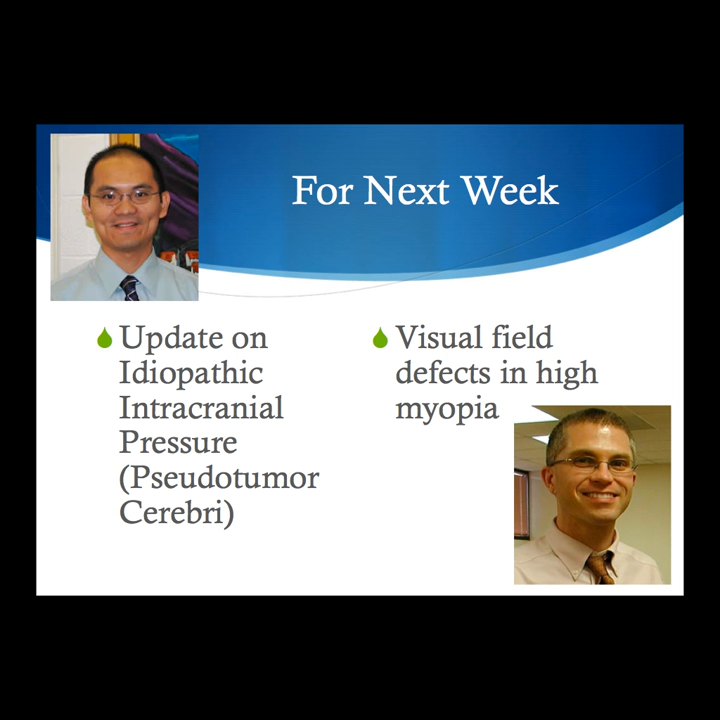 For Next Week
Update on
Idiopathic
Intracranial
Pressure
(Pseudotumor
Cerebri)
Visual field
defects in high
myopia